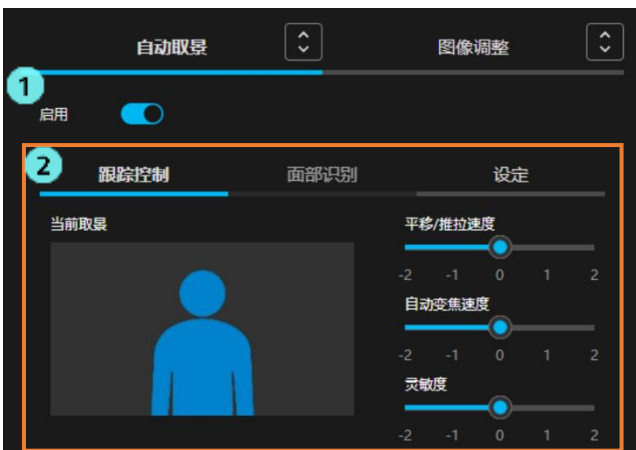 自动取景 图像调整
1
启用
2 跟踪控制 面部识别 设定
当前取景 平移/推拉速度
-2 -1 0 1 2
自动变焦速度
-2 -1 0 1 2
灵敏度
-2 -1 0 1 2